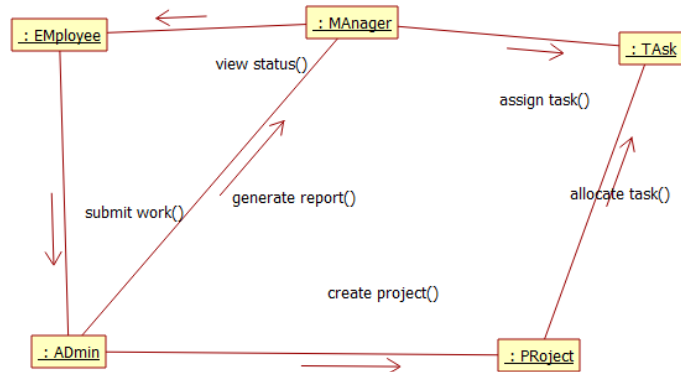 : MAnager
: EMployee
: TAsk
view status()
assign task()
generate report()
allocate task()
submit work()
create project()
: ADmin
: PRoject